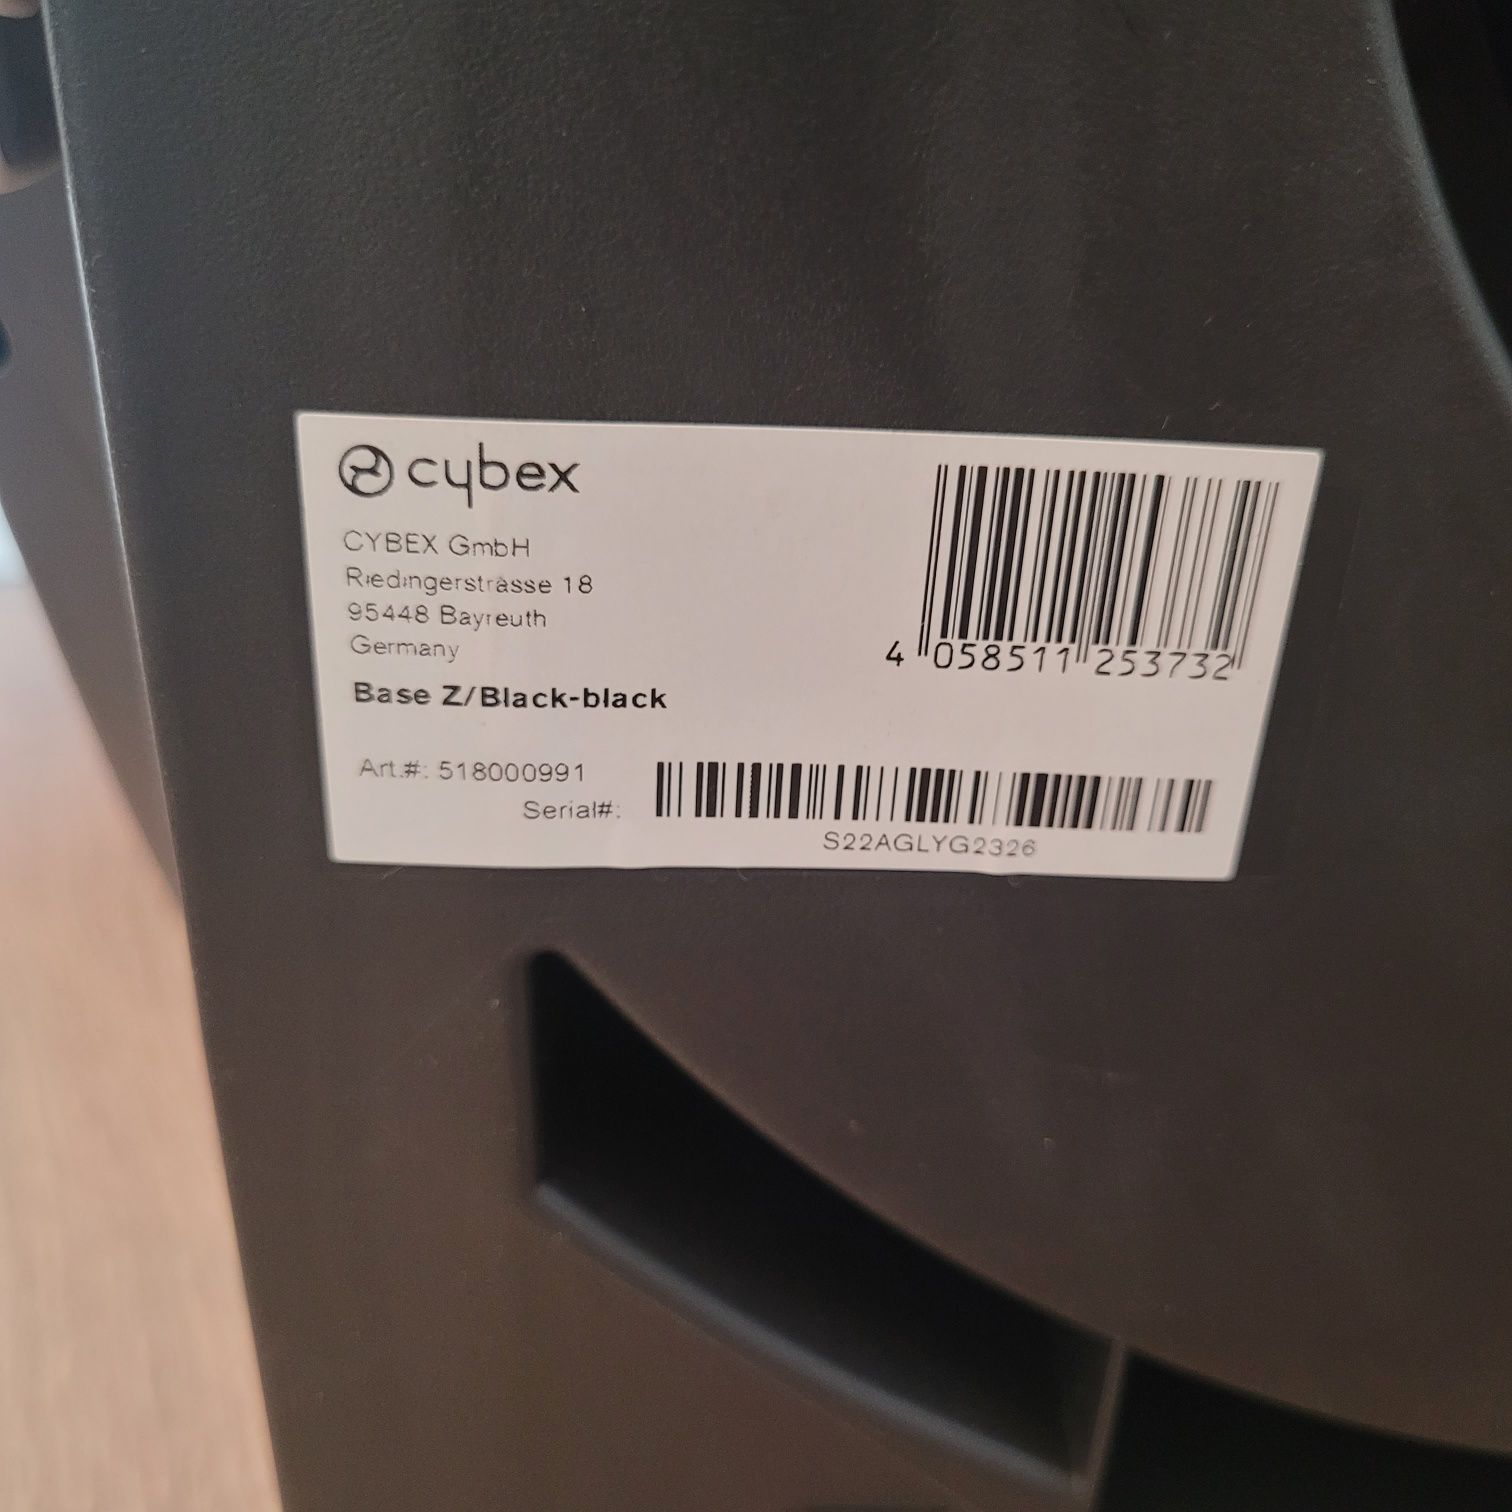 cybex
CYBEX GmbH
Riedingerstrasse 18
95448 Bayreuth
Germany
4 058511 253732
Base Z/Black-black
Art.#: 518000991
Serial#:
S22AGLYG2326